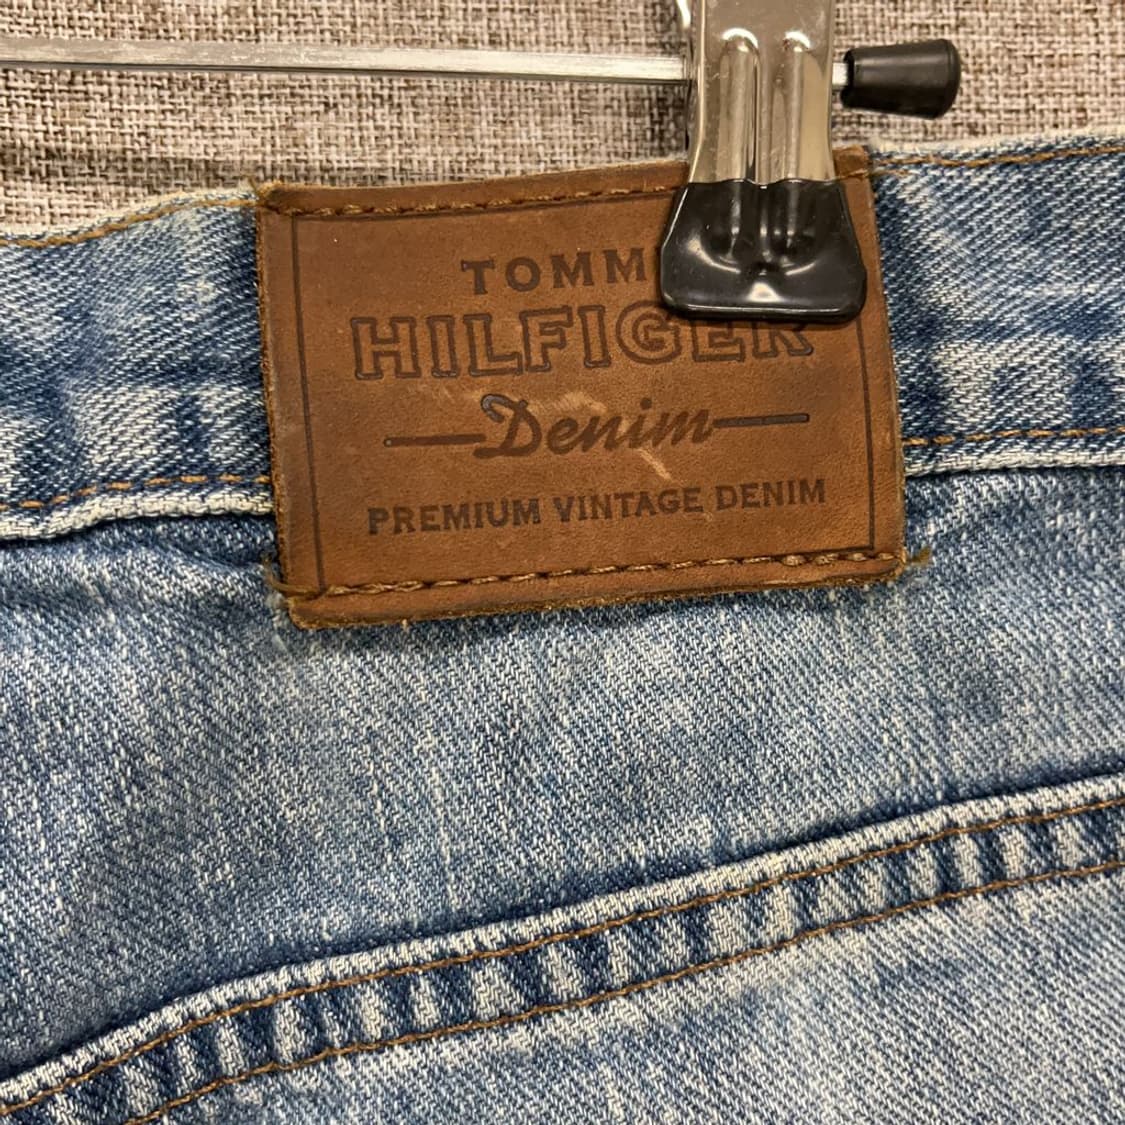 TOMM
HILFIGER
Denim
PREMIUM VINTAGE DENIM